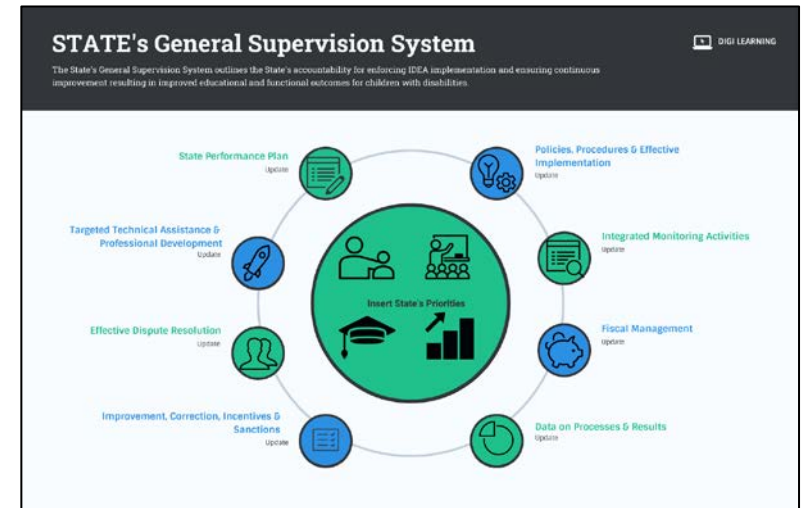 STATE's General Supervision System
DIGI LEARNING
The State's General Supervision System outlines the State's accountability for enforcing IDEA implementation and ensuring continuous
improvement resulting in improved educational and functional outcomes for children with disabilities.
State Performance Plan
Update
Policies, Procedures & Effective
Implementation
Update
Targeted Technical Assistance &
Professional Development
Update
Integrated Monitoring Activities
Update
Insert State's Priorities
Effective Dispute Resolution
Update
Fiscal Management
Update
Improvement, Correction, Incentives &
Sanctions
Update
Data on Processes & Results
Update